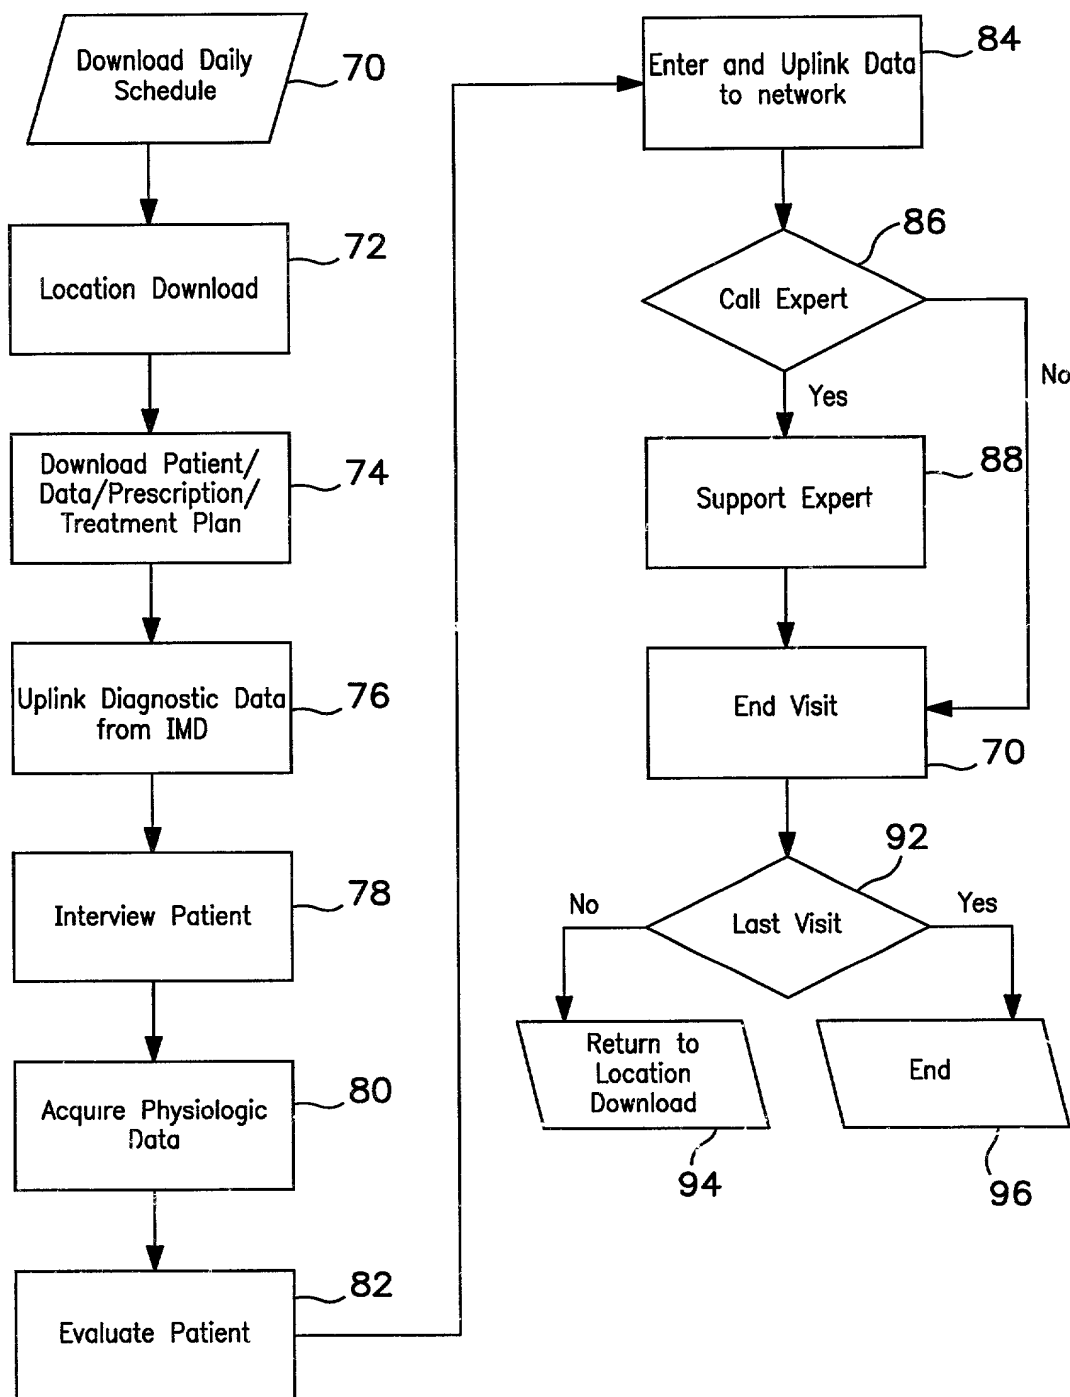 Download Daily
Schedule
70
Location Download
72
Download Patient/
Data/Prescription/
Treatment Plan
74
Uplink Diagnostic Data
from IMD
76
Interview Patient
78
Acquire Physiologic
Data
80
Evaluate Patient
82
Enter and Uplink Data
to network
84
Call Expert
86
No
Yes
Support Expert
88
End Visit
70
Last Visit
92
No
Yes
Return to
Location
Download
94
End
96